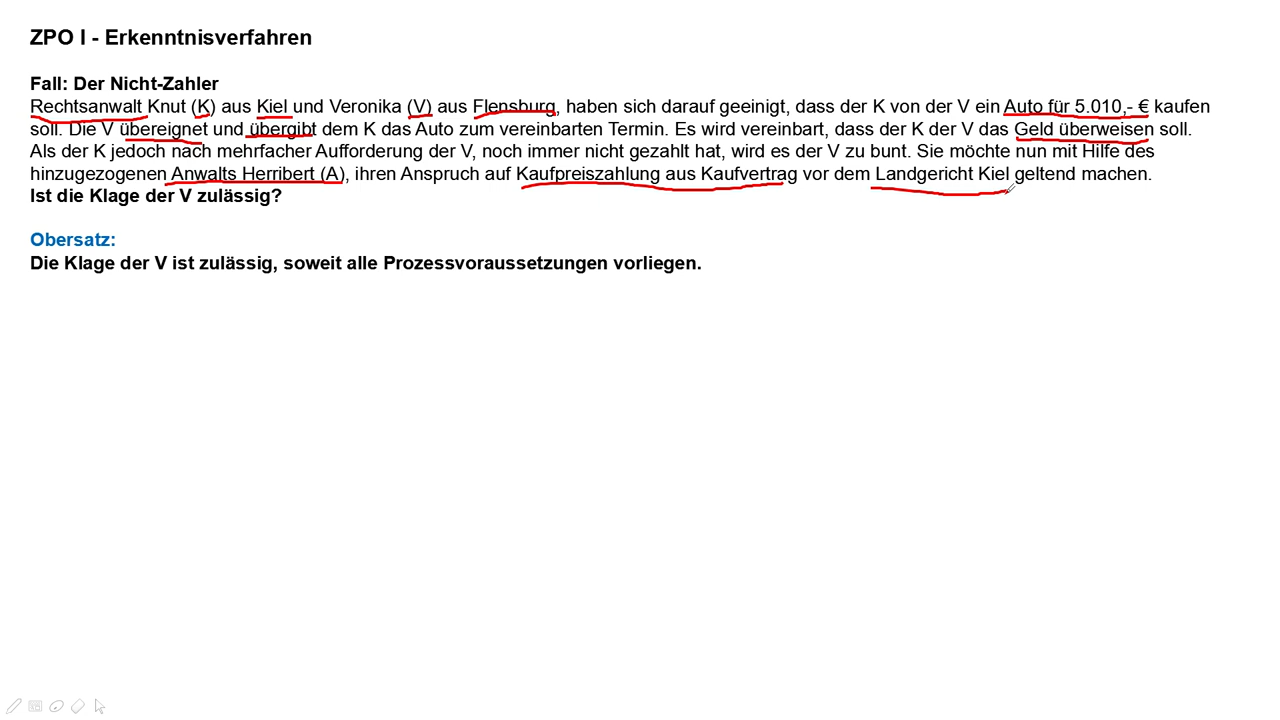 ZPO I - Erkenntnisverfahren
Fall: Der Nicht-Zahler
Rechtsanwalt Knut (K) aus Kiel und Veronika (V) aus Flensburg, haben sich darauf geeinigt, dass der K von der V ein Auto für 5.010,- € kaufen
soll. Die V übereignet und übergibt dem K das Auto zum vereinbarten Termin. Es wird vereinbart, dass der K der V das Geld überweisen soll.
Als der K jedoch nach mehrfacher Aufforderung der V, noch immer nicht gezahlt hat, wird es der V zu bunt. Sie möchte nun mit Hilfe des
hinzugezogenen Anwalts Herribert (A), ihren Anspruch auf Kaufpreiszahlung aus Kaufvertrag vor dem Landgericht Kiel geltend machen.
Ist die Klage der V zulässig?
Obersatz:
Die Klage der V ist zulässig, soweit alle Prozessvoraussetzungen vorliegen.